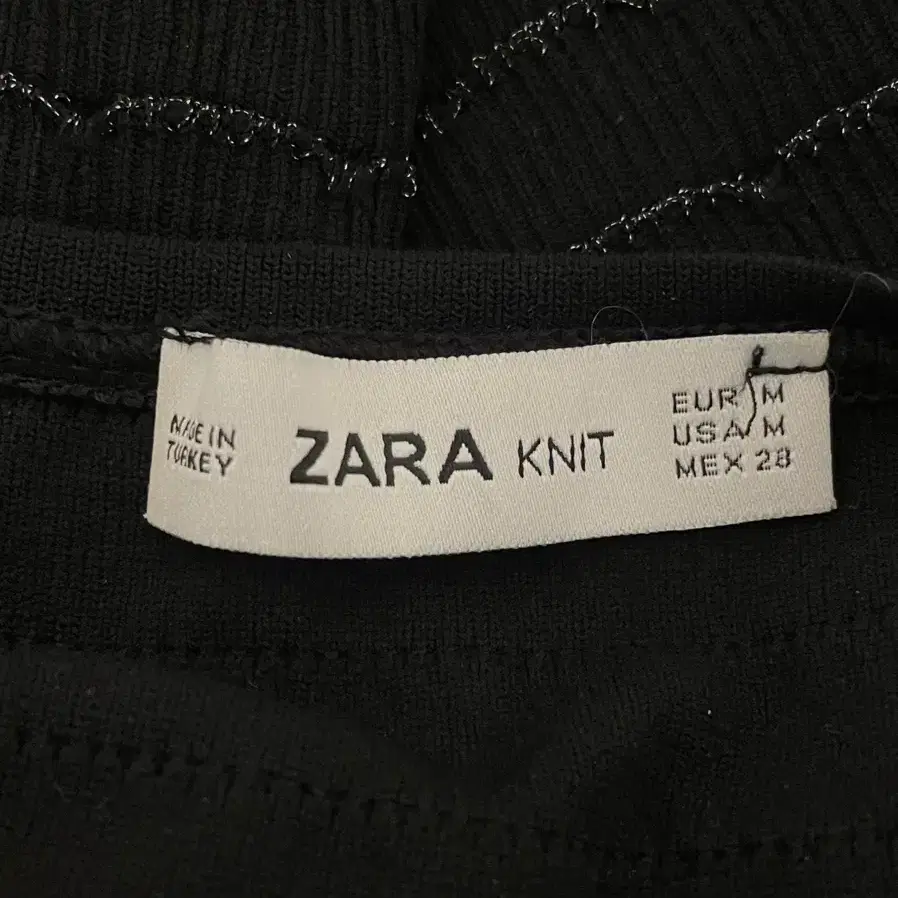 MADE IN
TURKEY
ZARA KNIT
EUR M
USA M
MEX 28